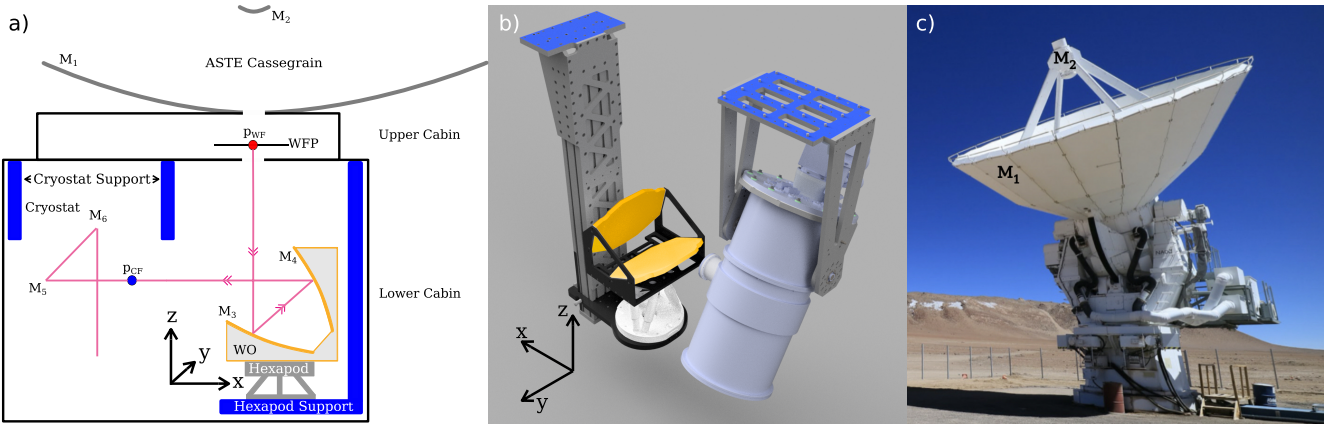 a)
M2
M1
ASTE Cassegrain
pWF
WFP
Upper Cabin
Cryostat Support
Cryostat
M6
M5
pCF
M4
M3
WO
Lower Cabin
z
y
x
Hexapod
Hexapod Support
b)
z
x
y
c)
M2
M1